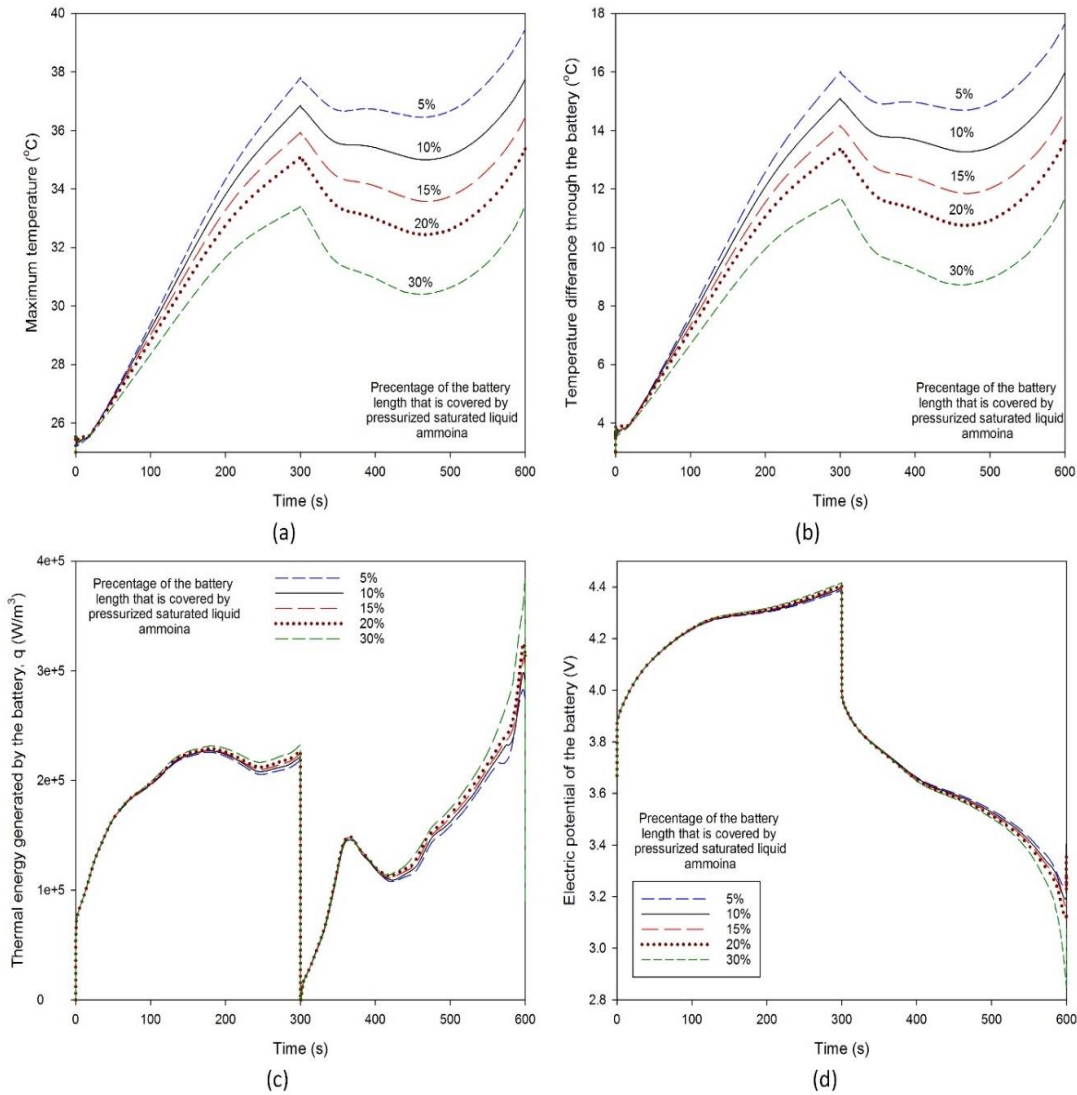 40
38
36
34
32
30
28
26
Maximum temperature (°C)
5%
10%
15%
20%
30%
Precentage of the battery
length that is covered by
pressurized saturated liquid
ammoina
0 100 200 300 400 500 600
Time (s)
(a)
18
16
14
12
10
8
6
4
Temperature differance through the battery (°C)
5%
10%
15%
20%
30%
Precentage of the battery
length that is covered by
pressurized saturated liquid
ammoina
0 100 200 300 400 500 600
Time (s)
(b)
4e+5
3e+5
2e+5
1e+5
0
Thermal energy generated by the battery, q (W/m³)
Precentage of the battery
length that is covered by
pressurized saturated liquid
ammoina
5%
10%
15%
20%
30%
0 100 200 300 400 500 600
Time (s)
(c)
4.4
4.2
4.0
3.8
3.6
3.4
3.2
3.0
2.8
Electric potential of the battery (V)
Precentage of the battery
length that is covered by
pressurized saturated liquid
ammoina
5%
10%
15%
20%
30%
0 100 200 300 400 500 600
Time (s)
(d)